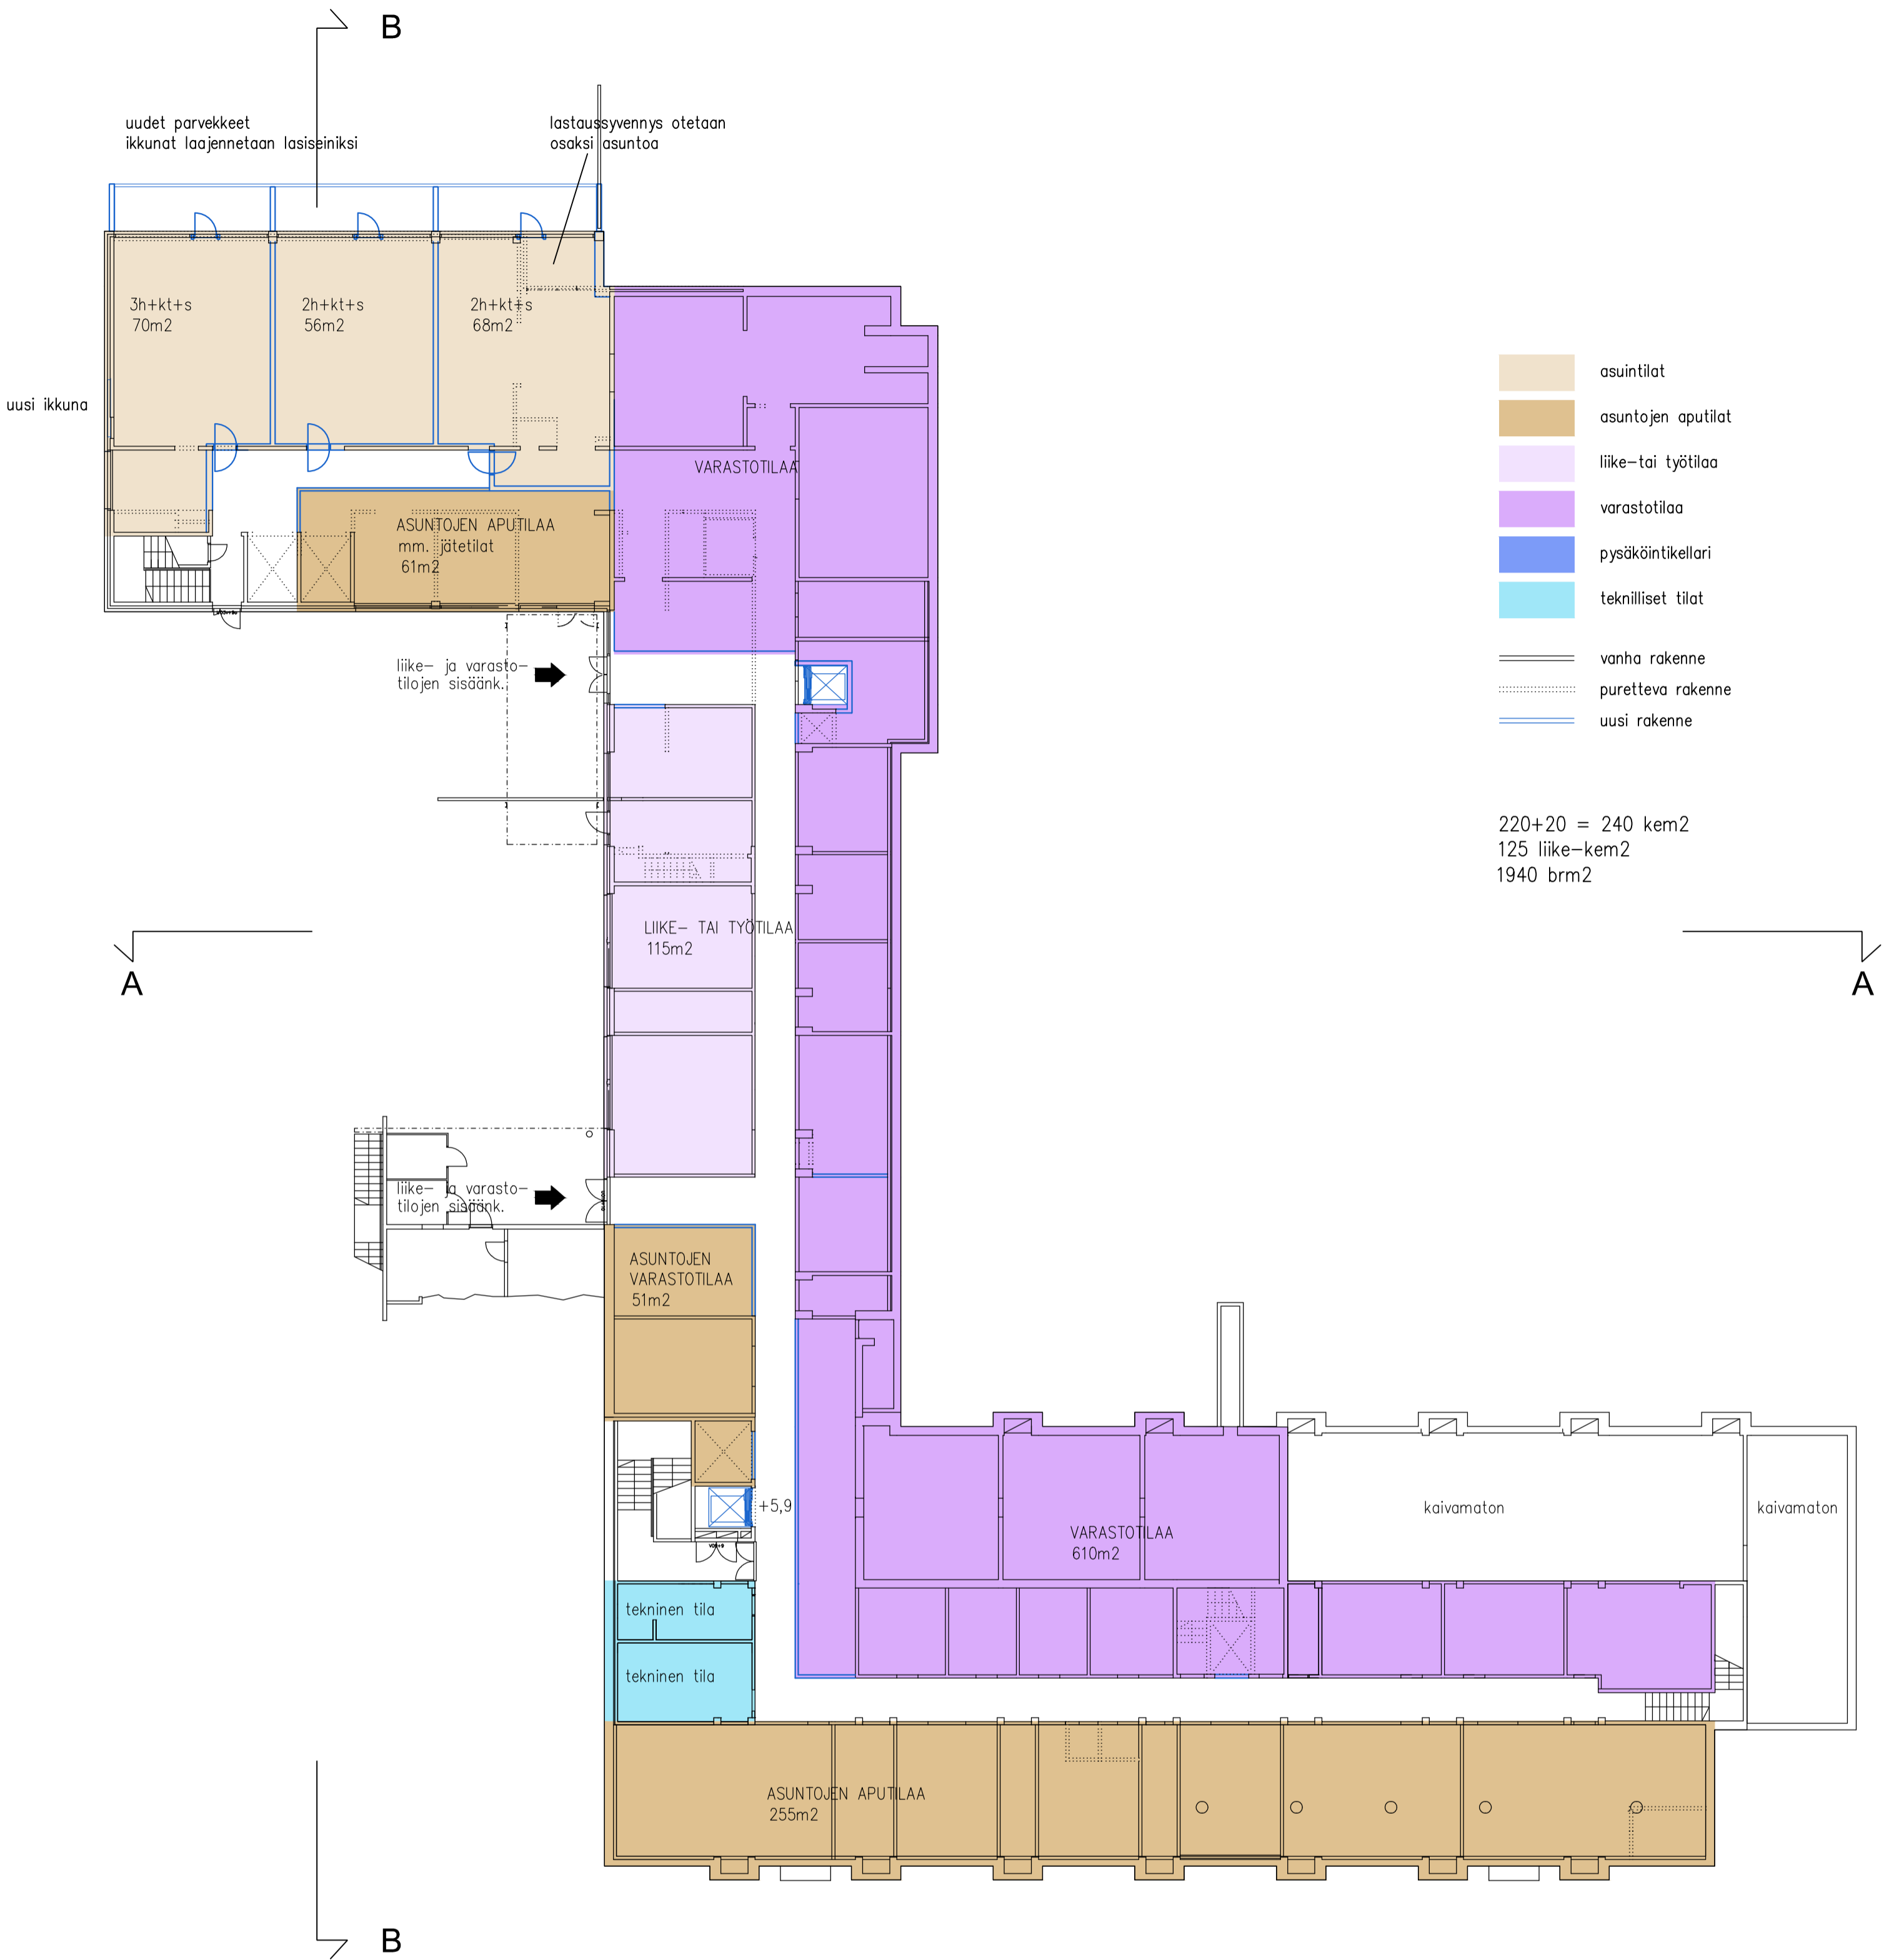 B
uudet parvekkeet
ikkunat laajennetaan lasiseiniksi
lastaussyvennys otetaan
osaksi asuntoa
3h+kt+s
70m2
2h+kt+s
56m2
2h+kt+s
68m2
uusi ikkuna
VARASTOTILAA
ASUNTOJEN APUTILAA
mm. jätetilat
61m2
liike- ja varasto-
tilojen sisäänk.
asuintilat
asuntojen aputilat
liike-tai työtilaa
varastotilaa
pysäköintikellari
teknilliset tilat
vanha rakenne
puretteva rakenne
uusi rakenne
220+20 = 240 kem2
125 liike-kem2
1940 brm2
LIIKE- TAI TYÖTILAA
115m2
A
A
liike- ja varasto-
tilojen sisäänk.
ASUNTOJEN
VARASTOTILAA
51m2
+5,9
kaivamaton
kaivamaton
VARASTOTILAA
610m2
tekninen tila
tekninen tila
ASUNTOJEN APUTILAA
255m2
B